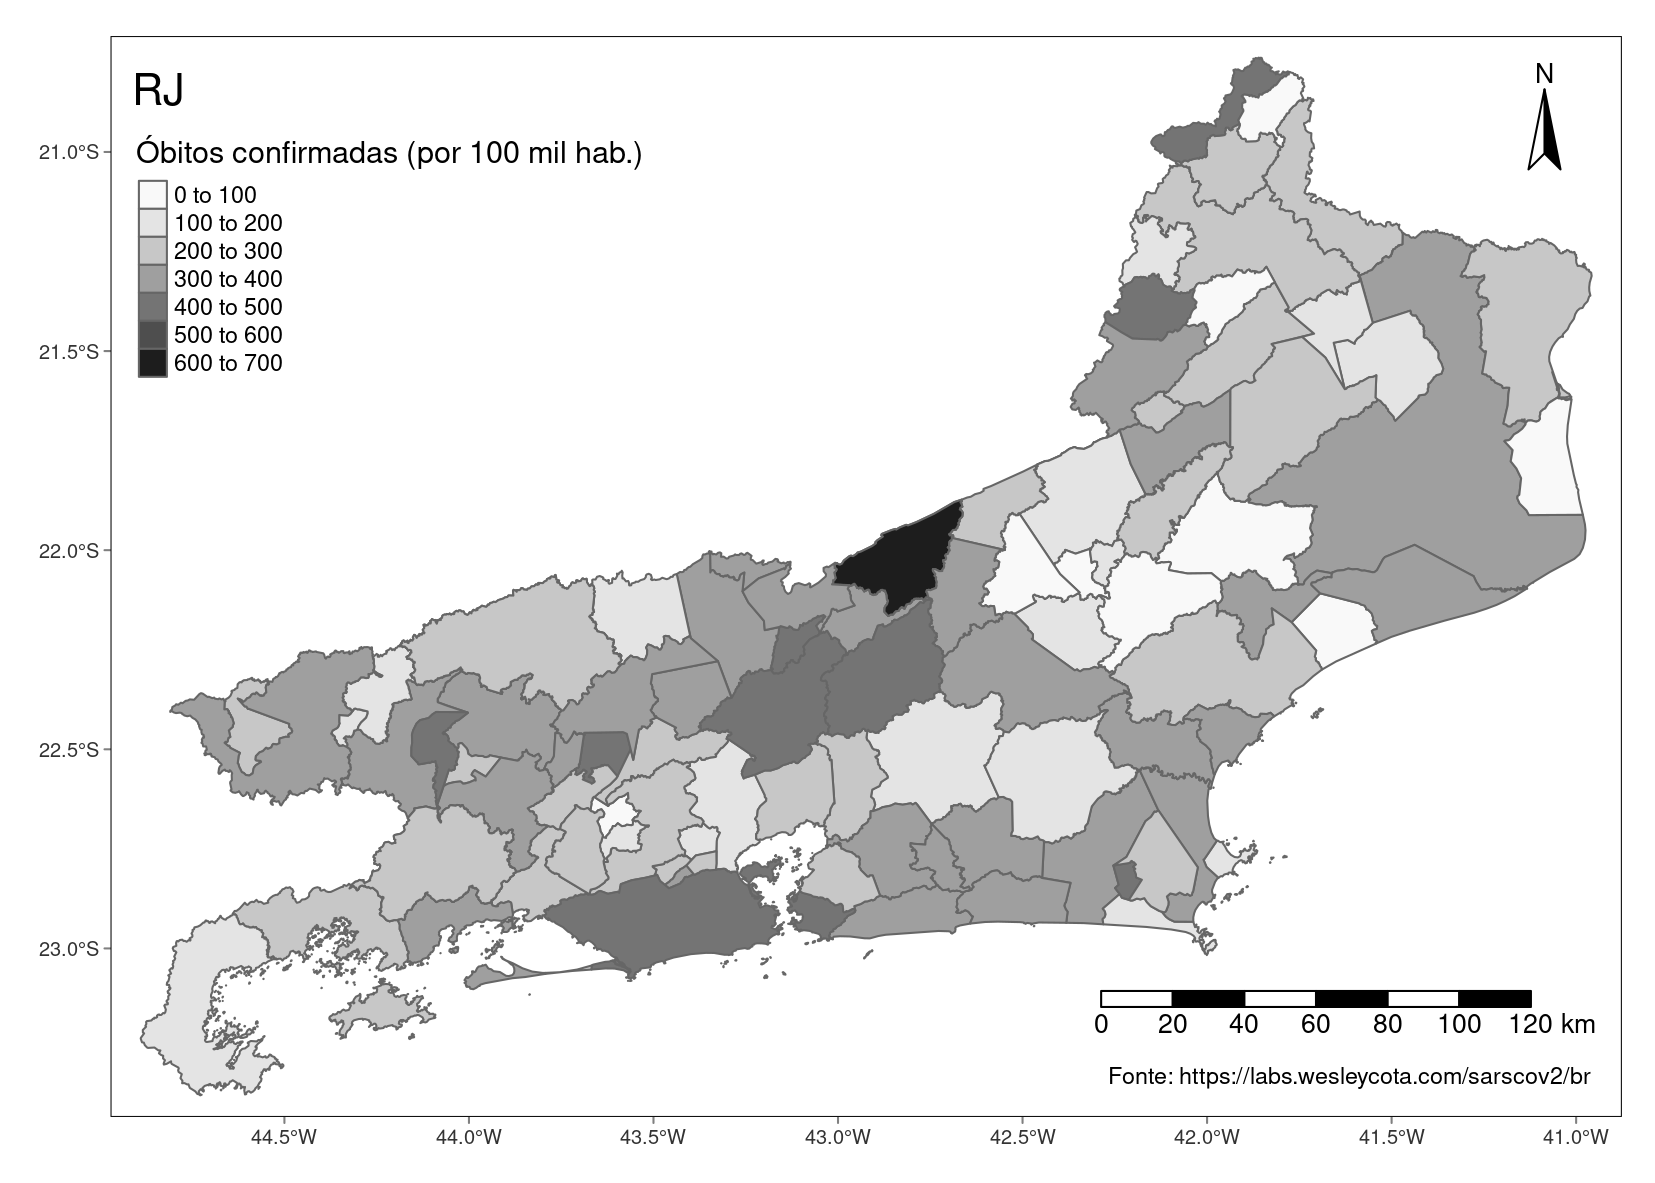 RJ
N
Óbitos confirmadas (por 100 mil hab.)
0 to 100
100 to 200
200 to 300
300 to 400
400 to 500
500 to 600
600 to 700
21.0°S
21.5°S
22.0°S
22.5°S
23.0°S
0 20 40 60 80 100 120 km
Fonte: https://labs.wesleycota.com/sarscov2/br
44.5°W 44.0°W 43.5°W 43.0°W 42.5°W 42.0°W 41.5°W 41.0°W